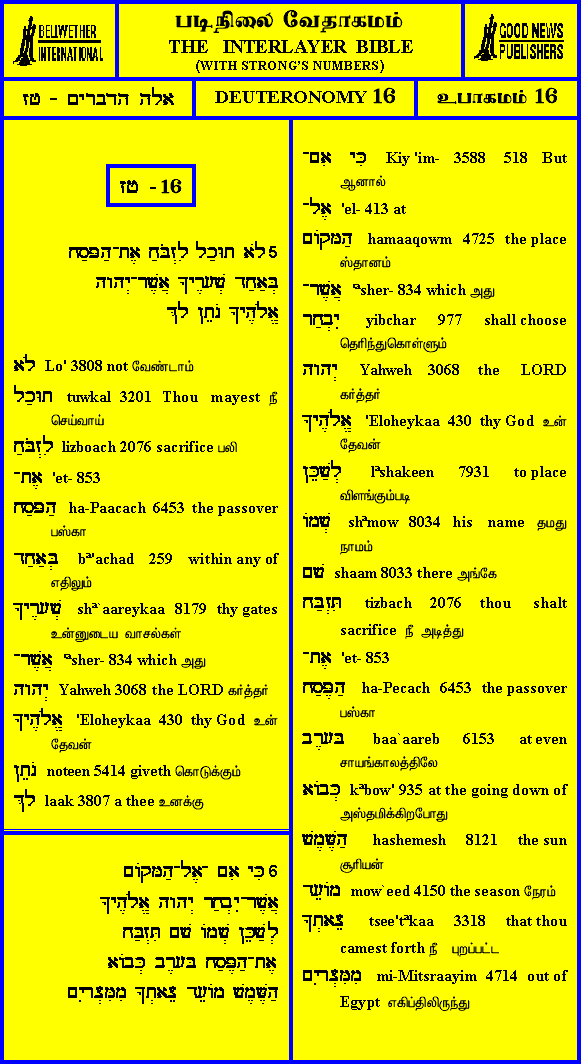 BELLWETHER
INTERNATIONAL
படிநிலை வேதாகமம்
THE INTERLAYER BIBLE
(WITH STRONG'S NUMBERS)
GOOD NEWS
PUBLISHERS
אלה הדברים - טז
DEUTERONOMY 16
உபாகமம் 16
טז - 16
5 לֹא תוּכַל לִזְבֹּחַ אֶת־הַפָּסַח
בְּאַחַד שְׁעָרֶיךָ אֲשֶׁר־יְהוָה
אֱלֹהֶיךָ נֹתֵן לָךְ
לֹא Lo' 3808 not வேண்டாம்
תוּכַל tuwkal 3201 Thou mayest நீ
செய்வாய்
לִזְבֹּחַ lizboach 2076 sacrifice பலி
אֶת־ 'et- 853
הַפָּסַח ha-Paacach 6453 the passover
பஸ்கா
בְּאַחַד bª'achad 259 within any of
எதிலும்
שְׁעָרֶיךָ shª`aareykaa 8179 thy gates
உன்னுடைய வாசல்கள்
אֲשֶׁר־ ªsher- 834 which அது
יְהוָה Yahweh 3068 the LORD கர்த்தர்
אֱלֹהֶיךָ 'Eloheykaa 430 thy God உன்
தேவன்
נֹתֵן noteen 5414 giveth கொடுக்கும்
לָךְ laak 3807 a thee உனக்கு
6 כִּי אִם ־אֶל־הַמָּקוֹם
אֲשֶׁר־יִבְחַר יְהוָה אֱלֹהֶיךָ
לְשַׁכֵּן שְׁמוֹ שָׁם תִּזְבַּח
אֶת־הַפֶּסַח בָּעֶרֶב כְּבוֹא
הַשֶּׁמֶשׁ מוֹעֵד צֵאתְךָ מִמִּצְרָיִם
כִּי אִם־ Kiy 'im- 3588 518 But
ஆனால்
אֶל־ 'el- 413 at
הַמָּקוֹם hamaaqowm 4725 the place
ஸ்தானம்
אֲשֶׁר־ ªsher- 834 which அது
יִבְחַר yibchar 977 shall choose
தெரிந்துகொள்ளும்
יְהוָה Yahweh 3068 the LORD
கர்த்தர்
אֱלֹהֶיךָ 'Eloheykaa 430 thy God உன்
தேவன்
לְשַׁכֵּן lªshakeen 7931 to place
விளங்கும்படி
שְׁמוֹ shªmow 8034 his name தமது
நாமம்
שָׁם shaam 8033 there அங்கே
תִּזְבַּח tizbach 2076 thou shalt
sacrifice நீ அடித்து
אֶת־ 'et- 853
הַפֶּסַח ha-Pecach 6453 the passover
பஸ்கா
בָּעֶרֶב baa`aareb 6153 at even
சாயங்காலத்திலே
כְּבוֹא kªbow' 935 at the going down of
அஸ்தமிக்கிறபோது
הַשֶּׁמֶשׁ hashemesh 8121 the sun
சூரியன்
מוֹעֵד mow`eed 4150 the season நேரம்
צֵאתְךָ tsee'tªkaa 3318 that thou
camest forth நீ புறப்பட்ட
מִמִּצְרָיִם mi-Mitsraayim 4714 out of
Egypt எகிப்திலிருந்து